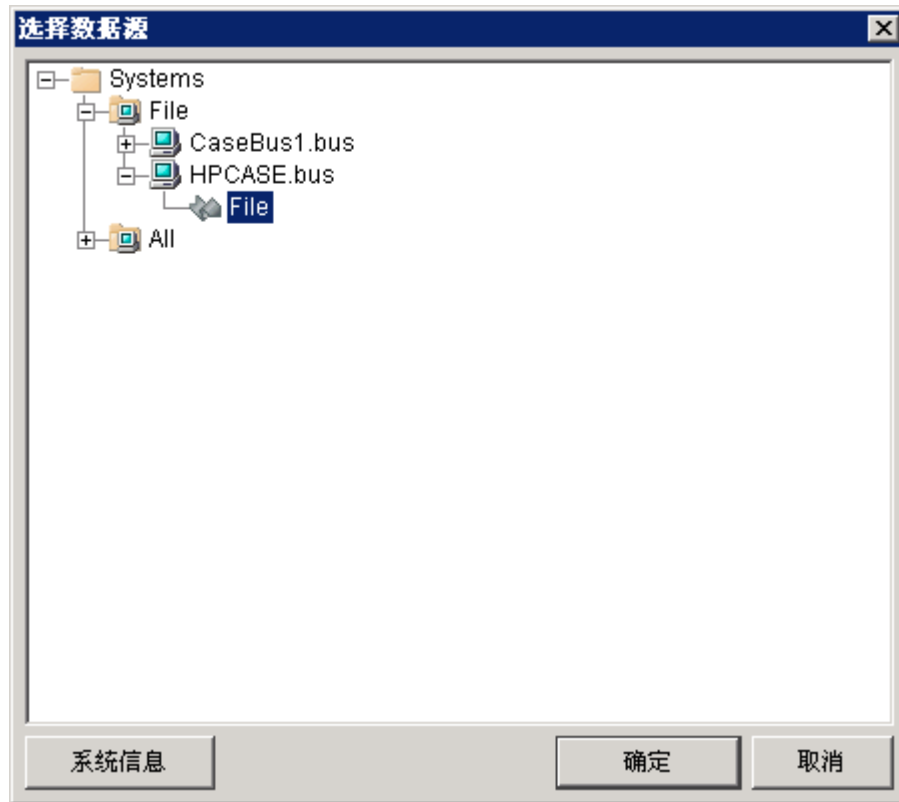 选择数据源
Systems
File
CaseBus1.bus
HPCASE.bus
File
All
系统信息
确定
取消